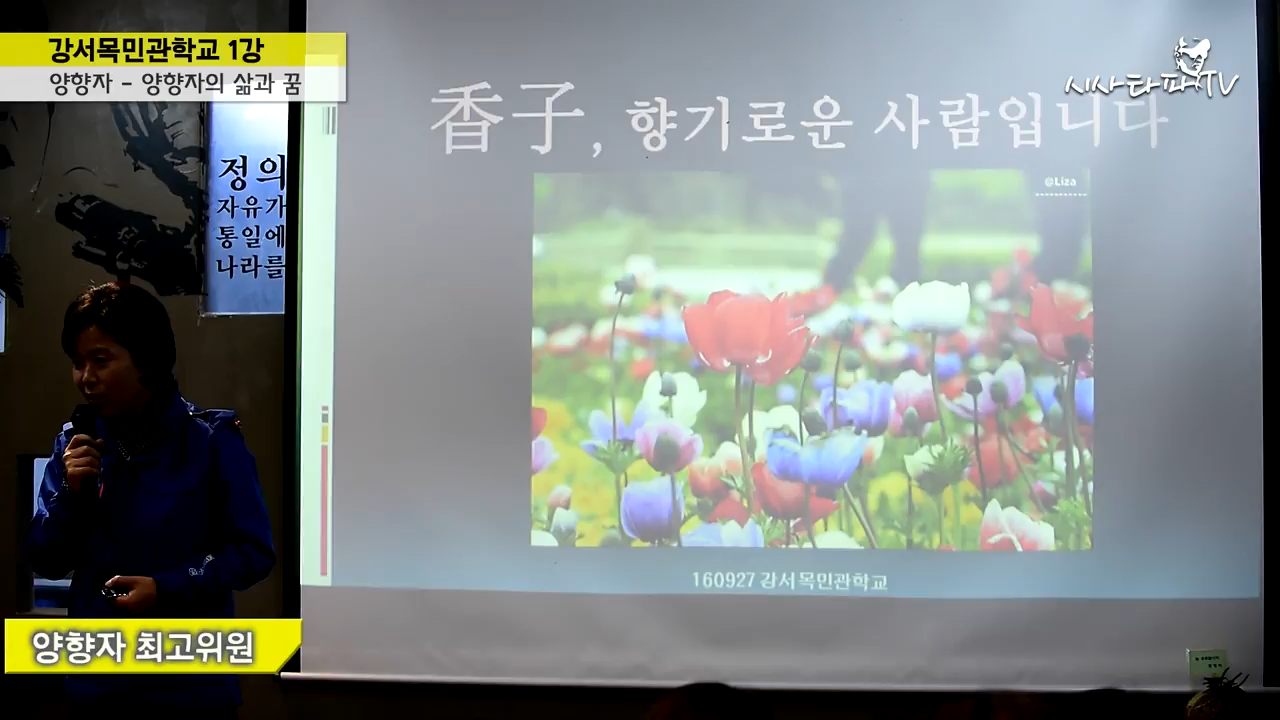 강서목민관학교 1강
양향자 - 양향자의 삶과 꿈
시사타파TV
香子, 향기로운 사람입니다
@Liza
정의
자유가
통일에
나라를
160927 강서목민관학교
양향자 최고위원